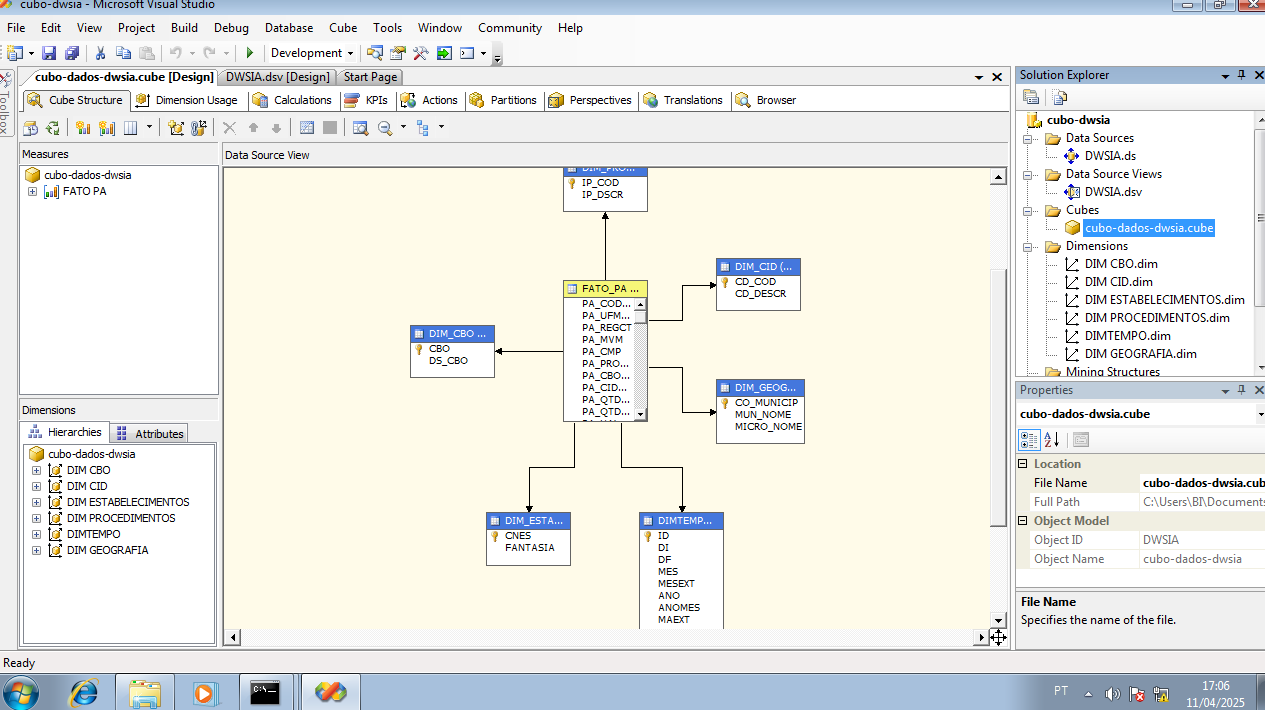 cubo-dwsia - Microsoft Visual Studio
File Edit View Project Build Debug Database Cube Tools Window Community Help
Development
Toolbox
cubo-dados-dwsia.cube [Design] DWSIA.dsv [Design] Start Page
Cube Structure Dimension Usage Calculations KPIs Actions Partitions Perspectives Translations Browser
Measures
cubo-dados-dwsia
FATO PA
Dimensions
Hierarchies Attributes
cubo-dados-dwsia
DIM CBO
DIM CID
DIM ESTABELECIMENTOS
DIM PROCEDIMENTOS
DIMTEMPO
DIM GEOGRAFIA
Data Source View
DIM_PRO...
IP_COD
IP_DSCR
FATO_PA ...
PA_COD...
PA_UFM...
PA_REGCT
PA_MVM
PA_CMP
PA_PRO...
PA_CBO...
PA_CID...
PA_QTD...
PA_QTD...
DIM_CID (...
CD_COD
CD_DESCR
DIM_CBO ...
CBO
DS_CBO
DIM_GEOG...
CO_MUNICIP
MUN_NOME
MICRO_NOME
DIM_ESTA...
CNES
FANTASIA
DIMTEMP...
ID
DI
DF
MES
MESEXT
ANO
ANOMES
MAEXT
Solution Explorer
cubo-dwsia
Data Sources
DWSIA.ds
Data Source Views
DWSIA.dsv
Cubes
cubo-dados-dwsia.cube
Dimensions
DIM CBO.dim
DIM CID.dim
DIM ESTABELECIMENTOS.dim
DIM PROCEDIMENTOS.dim
DIMTEMPO.dim
DIM GEOGRAFIA.dim
Mining Structures
Properties
cubo-dados-dwsia.cube
Location
File Name cubo-dados-dwsia.cub
Full Path C:\Users\BI\Documents
Object Model
Object ID DWSIA
Object Name cubo-dados-dwsia
File Name
Specifies the name of the file.
Ready
PT
17:06
11/04/2025